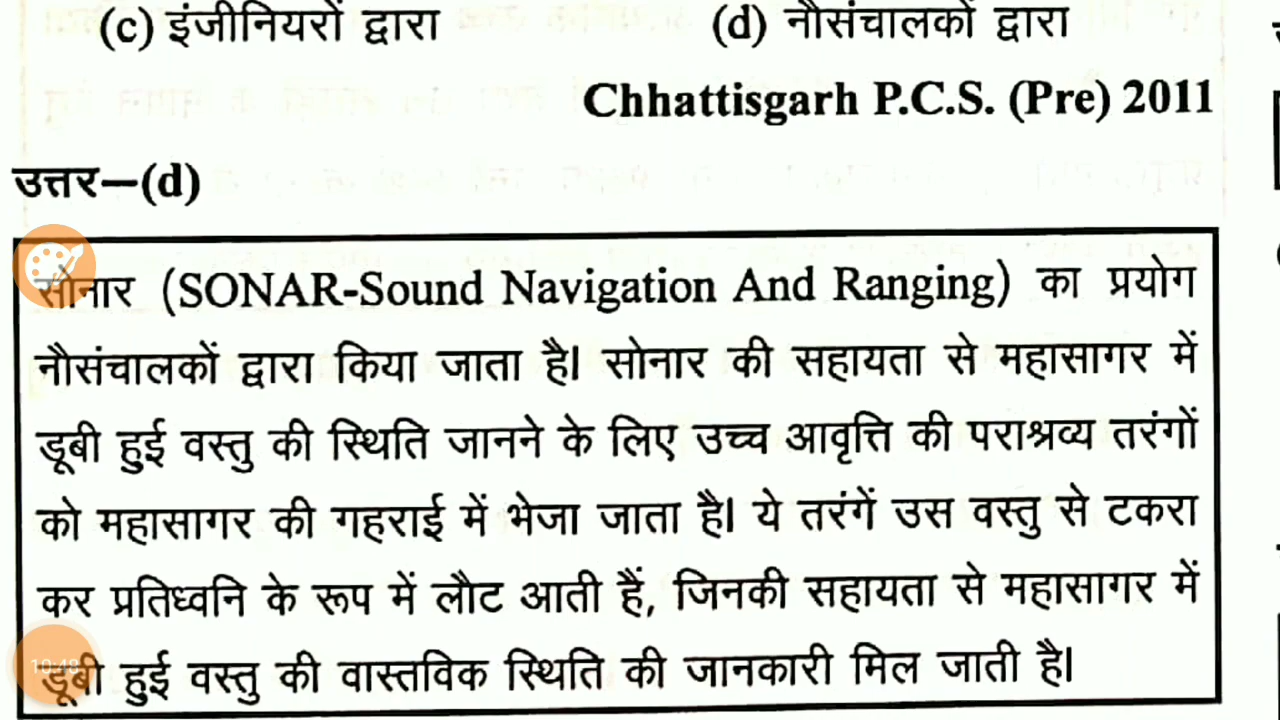 (c) इंजीनियरों द्वारा (d) नौसंचालकों द्वारा
Chhattisgarh P.C.S. (Pre) 2011
उत्तर–(d)
सोनार (SONAR-Sound Navigation And Ranging) का प्रयोग
नौसंचालकों द्वारा किया जाता है। सोनार की सहायता से महासागर में
डूबी हुई वस्तु की स्थिति जानने के लिए उच्च आवृत्ति की पराश्रव्य तरंगों
को महासागर की गहराई में भेजा जाता है। ये तरंगें उस वस्तु से टकरा
कर प्रतिध्वनि के रूप में लौट आती हैं, जिनकी सहायता से महासागर में
डूबी हुई वस्तु की वास्तविक स्थिति की जानकारी मिल जाती है।